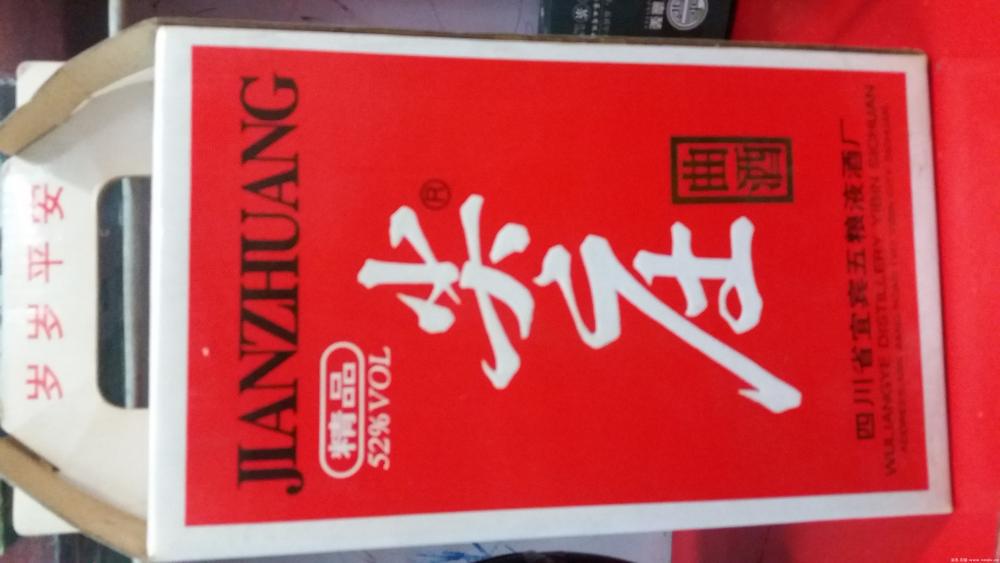 岁岁平安
JIANZHUANG
精品
52%VOL
尖庄
®
曲酒
四川省宜宾五粮液酒厂
WULIANGYE DISTILLERY YIBIN SICHUAN